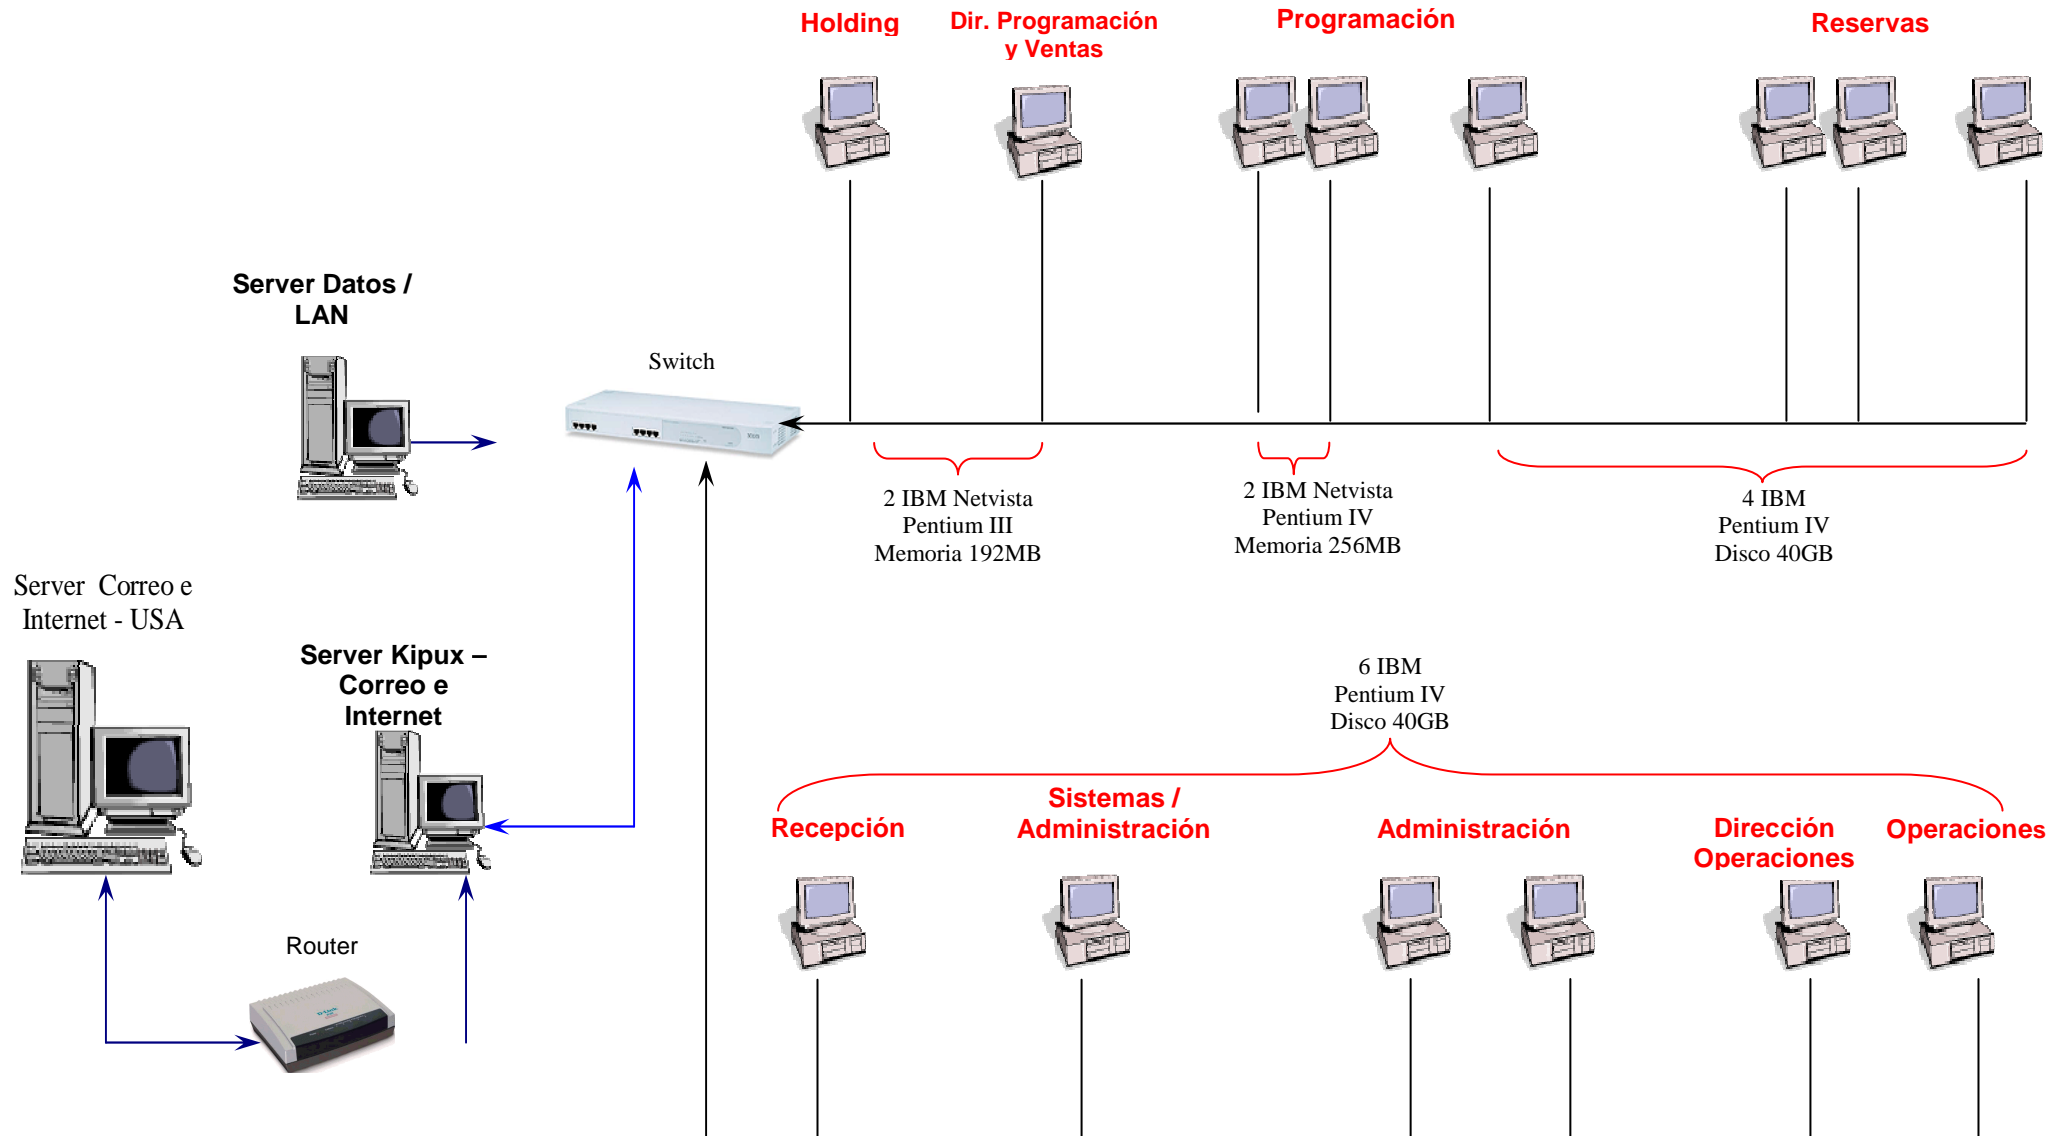 Holding
Dir. Programación
y Ventas
Programación
Reservas
Server Datos /
LAN
Switch
2 IBM Netvista
Pentium III
Memoria 192MB
2 IBM Netvista
Pentium IV
Memoria 256MB
4 IBM
Pentium IV
Disco 40GB
Server Correo e
Internet - USA
Server Kipux –
Correo e
Internet
6 IBM
Pentium IV
Disco 40GB
Recepción
Sistemas /
Administración
Administración
Dirección
Operaciones
Operaciones
Router
D-Link